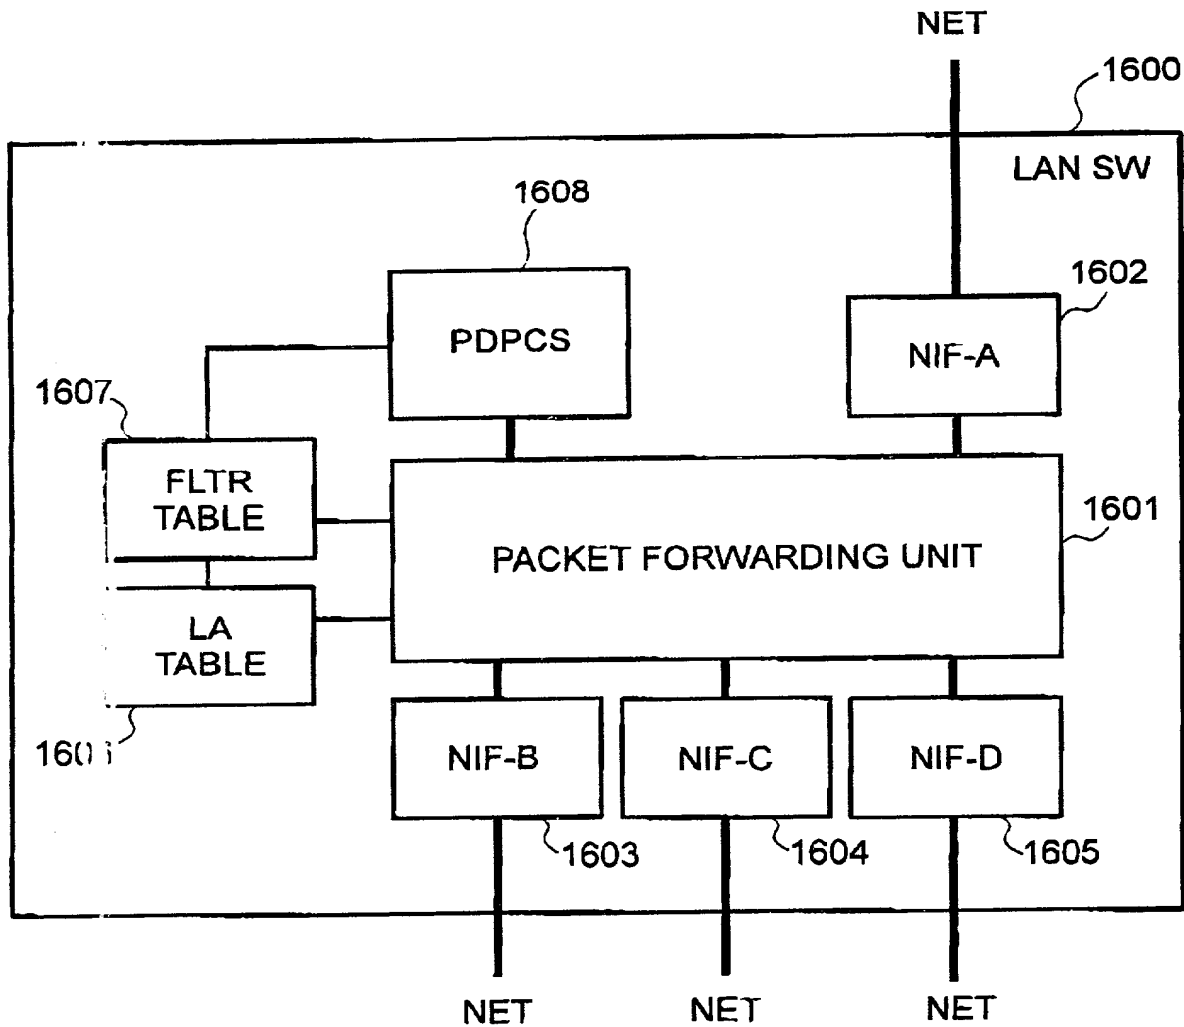 NET
1600
LAN SW
1608
PDPCS
1602
NIF-A
1607
FLTR
TABLE
1601
PACKET FORWARDING UNIT
LA
TABLE
NIF-B
NIF-C
NIF-D
1603
1604
1605
NET
NET
NET